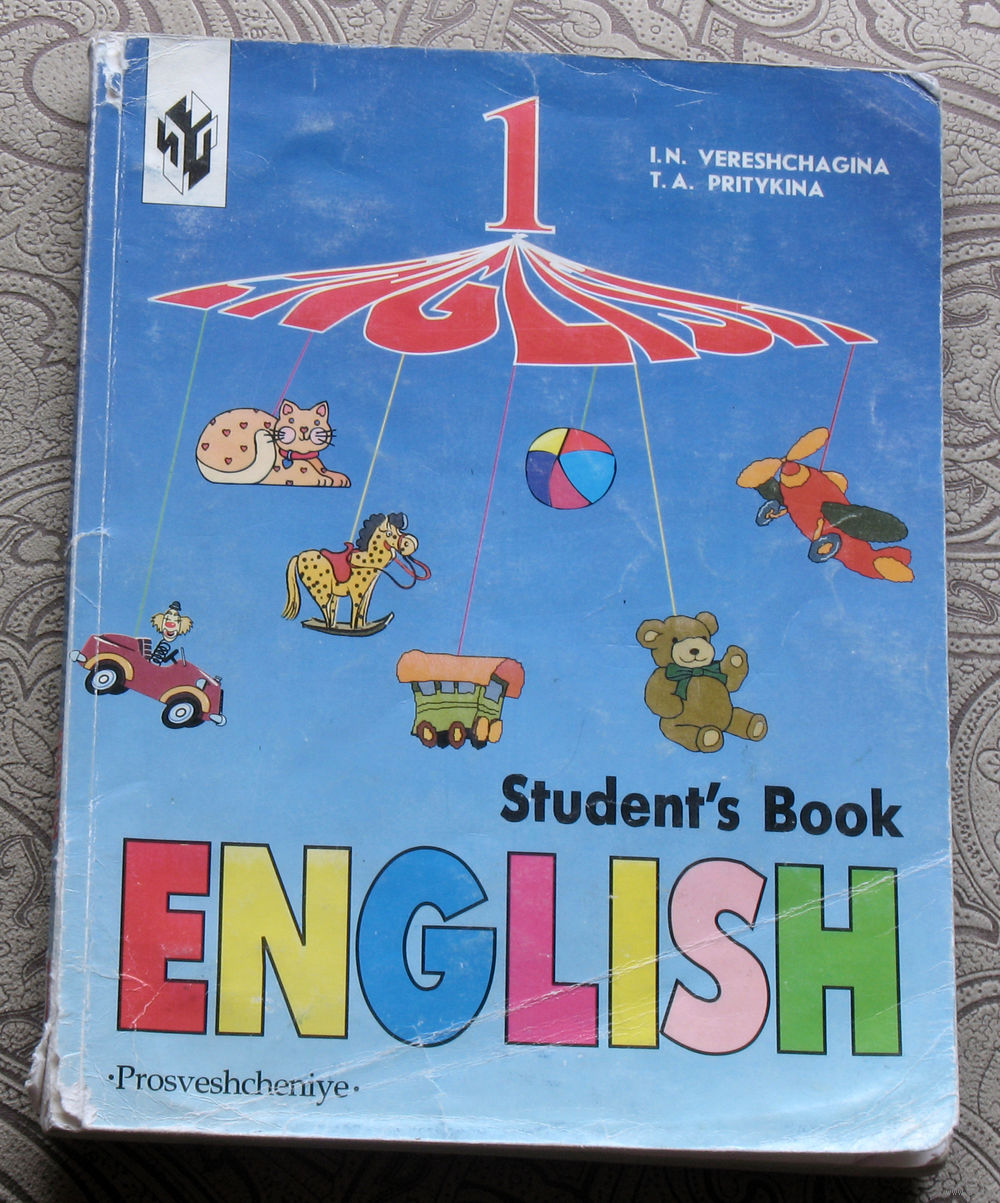 1
I. N. VERESHCHAGINA
T. A. PRITYKINA
ENGLISH
Student's Book
ENGLISH
·Prosveshcheniye·